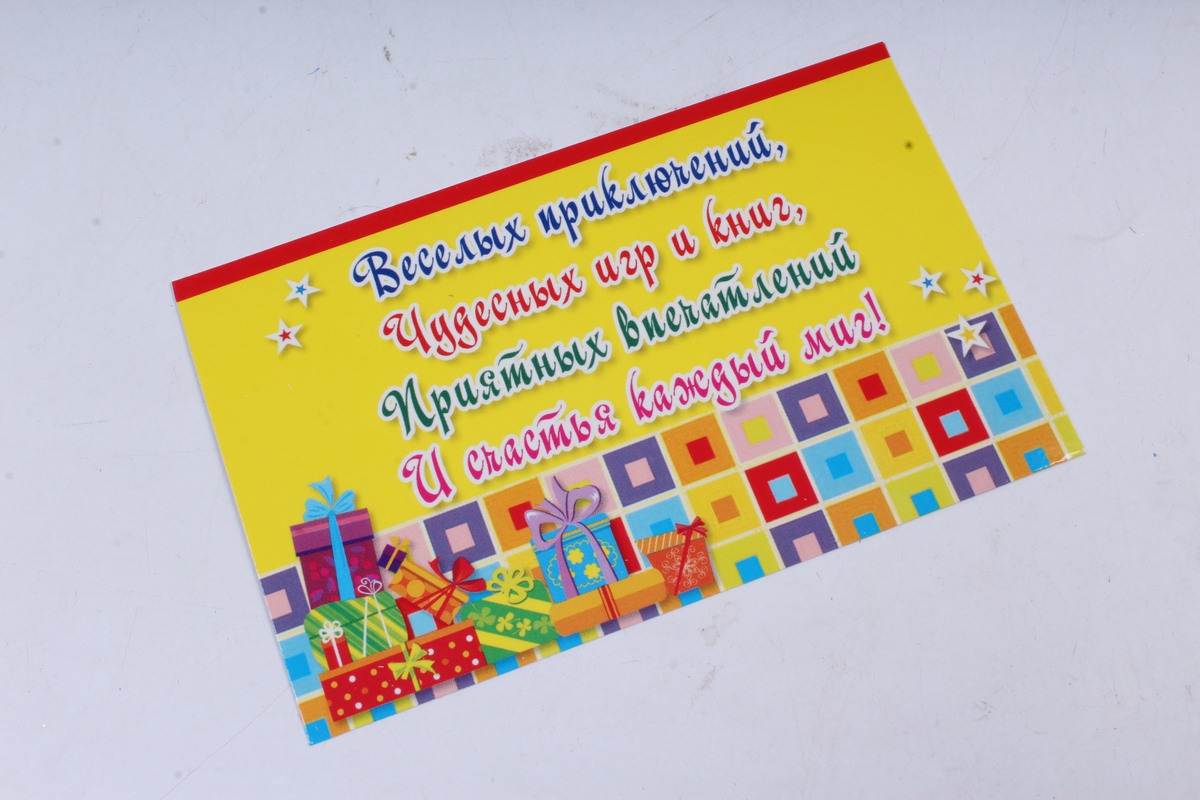 Веселых приключений,
Чудесных игр и книг,
Приятных впечатлений
И счастья каждый миг!